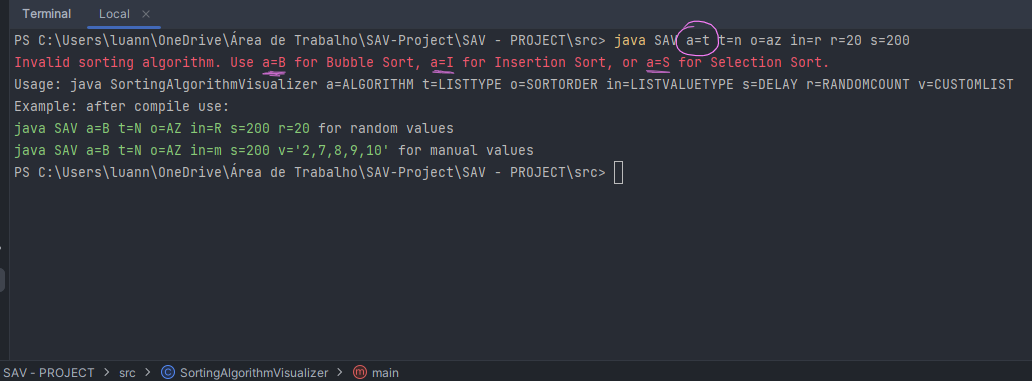 Terminal Local ×
PS C:\Users\luann\OneDrive\Área de Trabalho\SAV-Project\SAV - PROJECT\src> java SAV a=t t=n o=az in=r r=20 s=200
Invalid sorting algorithm. Use a=B for Bubble Sort, a=I for Insertion Sort, or a=S for Selection Sort.
Usage: java SortingAlgorithmVisualizer a=ALGORITHM t=LISTTYPE o=SORTORDER in=LISTVALUETYPE s=DELAY r=RANDOMCOUNT v=CUSTOMLIST
Example: after compile use:
java SAV a=B t=N o=AZ in=R s=200 r=20 for random values
java SAV a=B t=N o=AZ in=m s=200 v='2,7,8,9,10' for manual values
PS C:\Users\luann\OneDrive\Área de Trabalho\SAV-Project\SAV - PROJECT\src>
SAV - PROJECT > src > C SortingAlgorithmVisualizer > m main